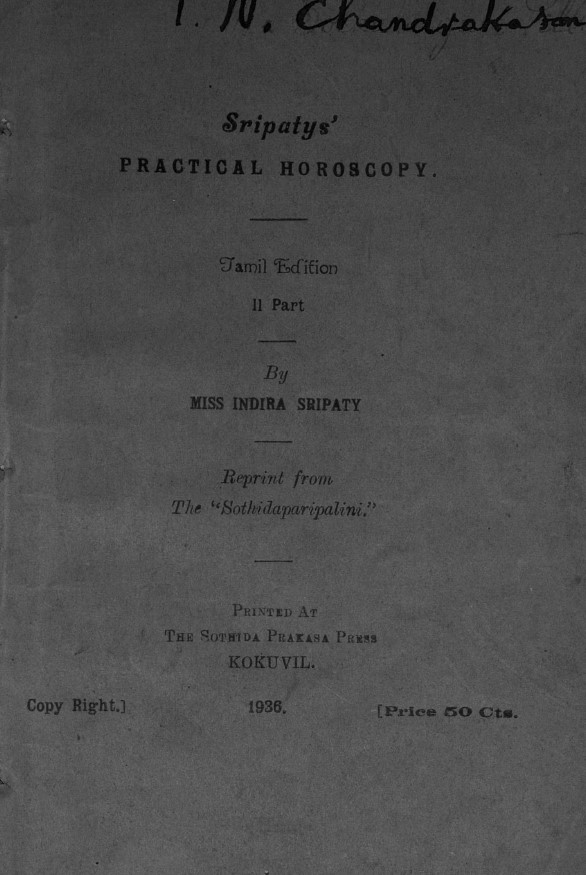 T. N. Chandrakasan
Sripatys'
PRACTICAL HOROSCOPY.
Tamil Edition
II Part
By
MISS INDIRA SRIPATY
Reprint from
The "Sothidaparipalini."
PRINTED AT
THE SOTHIDA PRAKASA PRESS
KOKUVIL.
Copy Right.] 1936. [Price 50 Cts.